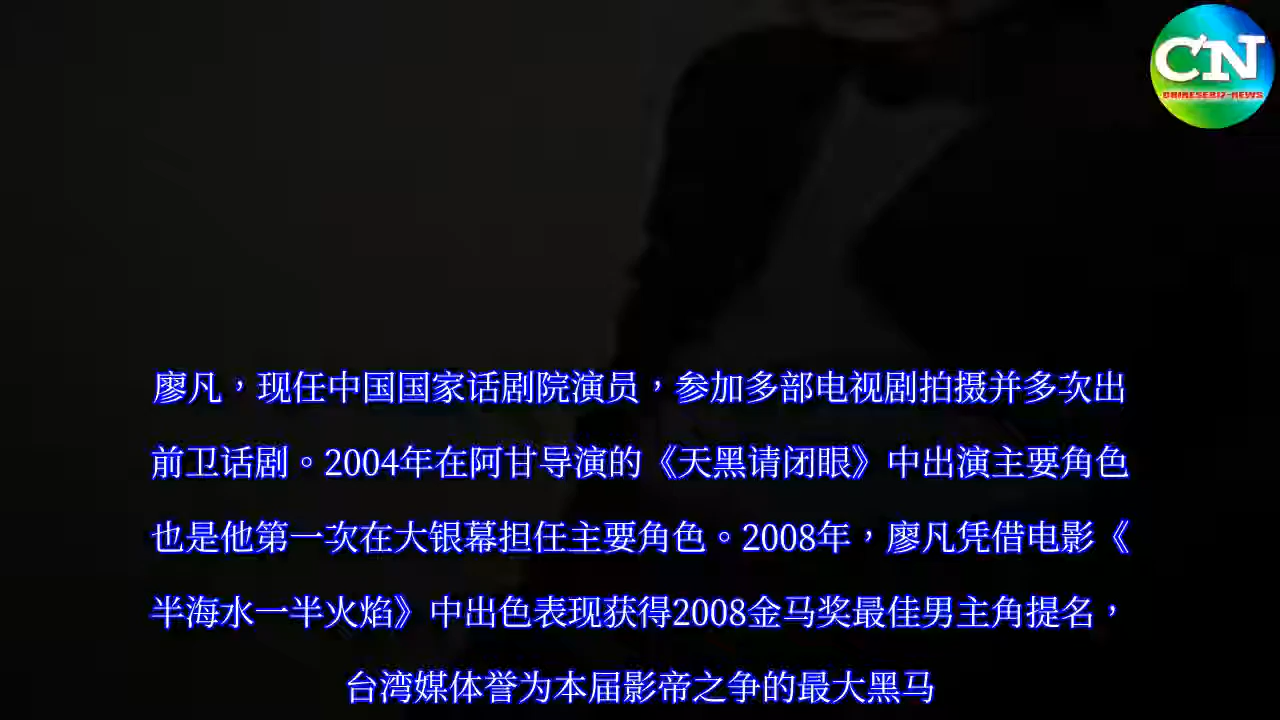 CN
CHINESEBIZ-NEWS
廖凡，现任中国国家话剧院演员，参加多部电视剧拍摄并多次出
前卫话剧。2004年在阿甘导演的《天黑请闭眼》中出演主要角色
也是他第一次在大银幕担任主要角色。2008年，廖凡凭借电影《
半海水一半火焰》中出色表现获得2008金马奖最佳男主角提名，
台湾媒体誉为本届影帝之争的最大黑马